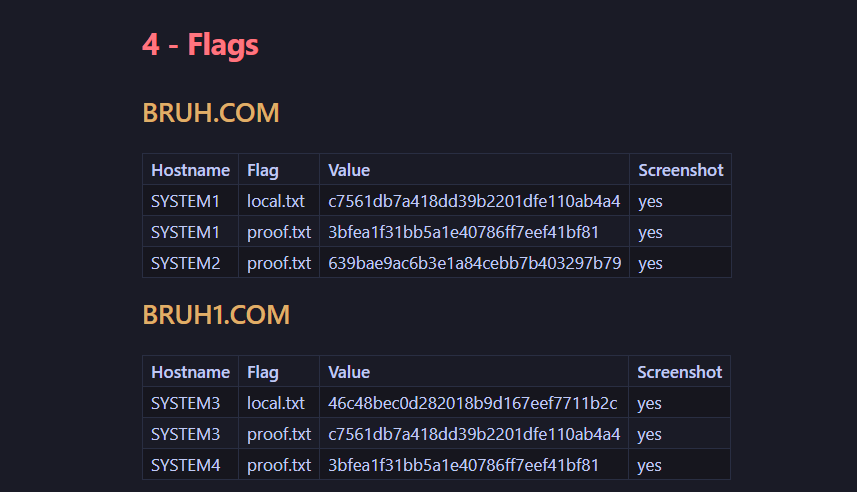 4 - Flags
BRUH.COM
Hostname Flag Value Screenshot
SYSTEM1 local.txt c7561db7a418dd39b2201dfe110ab4a4 yes
SYSTEM1 proof.txt 3bfea1f31bb5a1e40786ff7eef41bf81 yes
SYSTEM2 proof.txt 639bae9ac6b3e1a84cebb7b403297b79 yes
BRUH1.COM
Hostname Flag Value Screenshot
SYSTEM3 local.txt 46c48bec0d282018b9d167eef7711b2c yes
SYSTEM3 proof.txt c7561db7a418dd39b2201dfe110ab4a4 yes
SYSTEM4 proof.txt 3bfea1f31bb5a1e40786ff7eef41bf81 yes